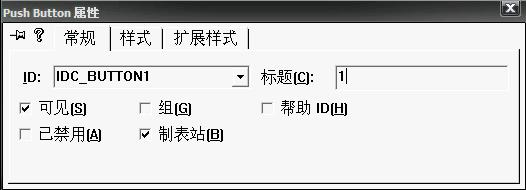 Push Button 属性
? 常规 样式 扩展样式
ID: IDC_BUTTON1 标题(C): 1
可见(S) 组(G) 帮助 ID(H)
已禁用(A) 制表站(B)